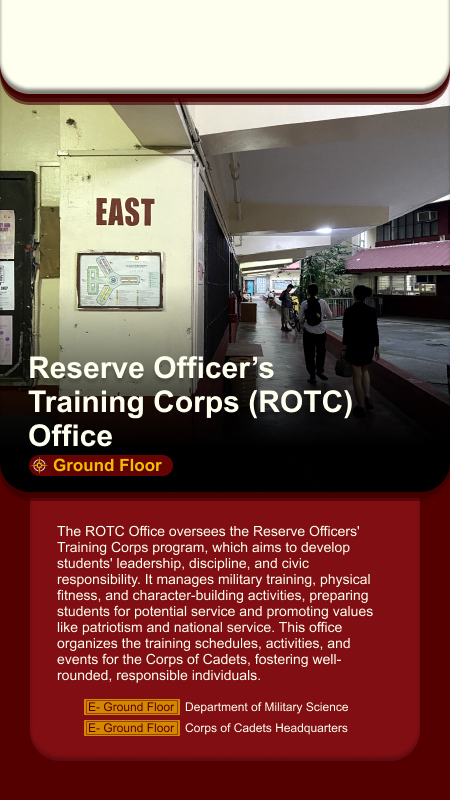 EAST
Reserve Officer’s
Training Corps (ROTC)
Office
Ground Floor
The ROTC Office oversees the Reserve Officers'
Training Corps program, which aims to develop
students' leadership, discipline, and civic
responsibility. It manages military training, physical
fitness, and character-building activities, preparing
students for potential service and promoting values
like patriotism and national service. This office
organizes the training schedules, activities, and
events for the Corps of Cadets, fostering well-
rounded, responsible individuals.
E- Ground Floor Department of Military Science
E- Ground Floor Corps of Cadets Headquarters